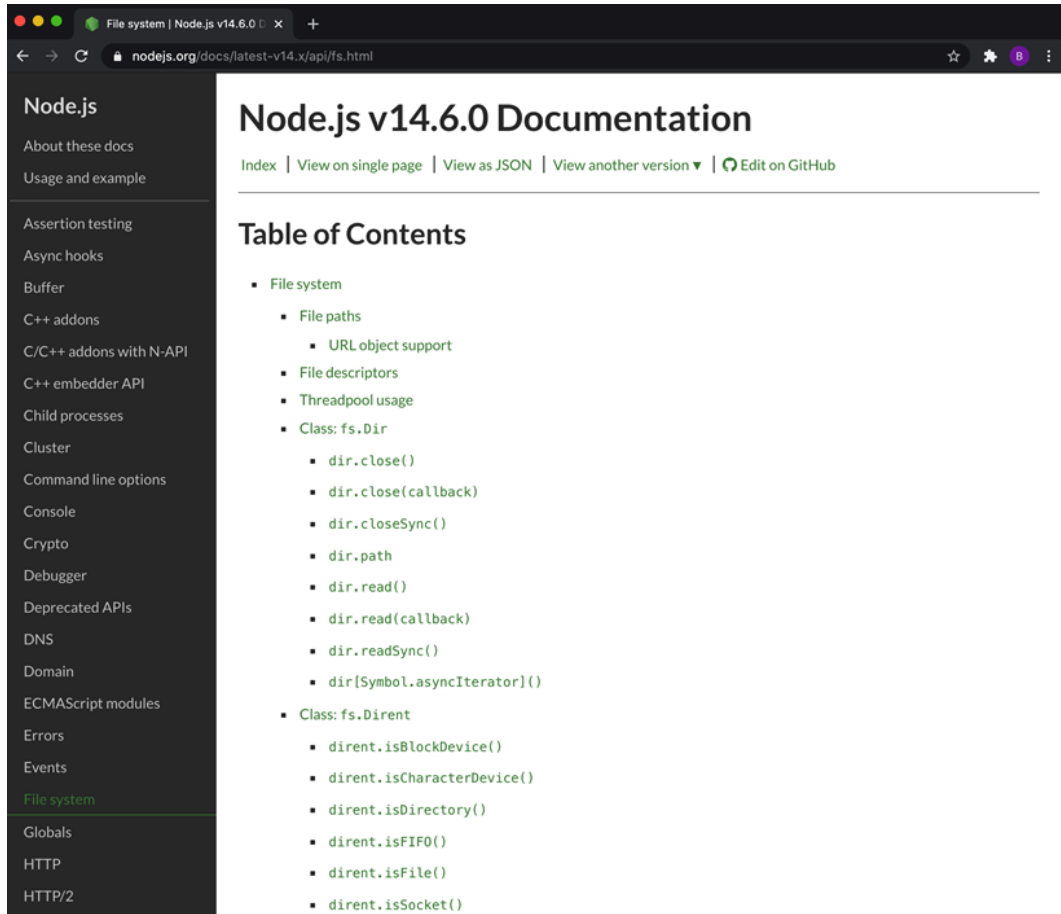 File system | Node.js v14.6.0 D
nodejs.org/docs/latest-v14.x/api/fs.html
B
Node.js
About these docs
Usage and example
Assertion testing
Async hooks
Buffer
C++ addons
C/C++ addons with N-API
C++ embedder API
Child processes
Cluster
Command line options
Console
Crypto
Debugger
Deprecated APIs
DNS
Domain
ECMAScript modules
Errors
Events
File system
Globals
HTTP
HTTP/2
Node.js v14.6.0 Documentation
Index | View on single page | View as JSON | View another version ▼ | Edit on GitHub
Table of Contents
▪ File system
▪ File paths
▪ URL object support
▪ File descriptors
▪ Threadpool usage
▪ Class: fs.Dir
▪ dir.close()
▪ dir.close(callback)
▪ dir.closeSync()
▪ dir.path
▪ dir.read()
▪ dir.read(callback)
▪ dir.readSync()
▪ dir[Symbol.asyncIterator]()
▪ Class: fs.Dirent
▪ dirent.isBlockDevice()
▪ dirent.isCharacterDevice()
▪ dirent.isDirectory()
▪ dirent.isFIFO()
▪ dirent.isFile()
▪ dirent.isSocket()